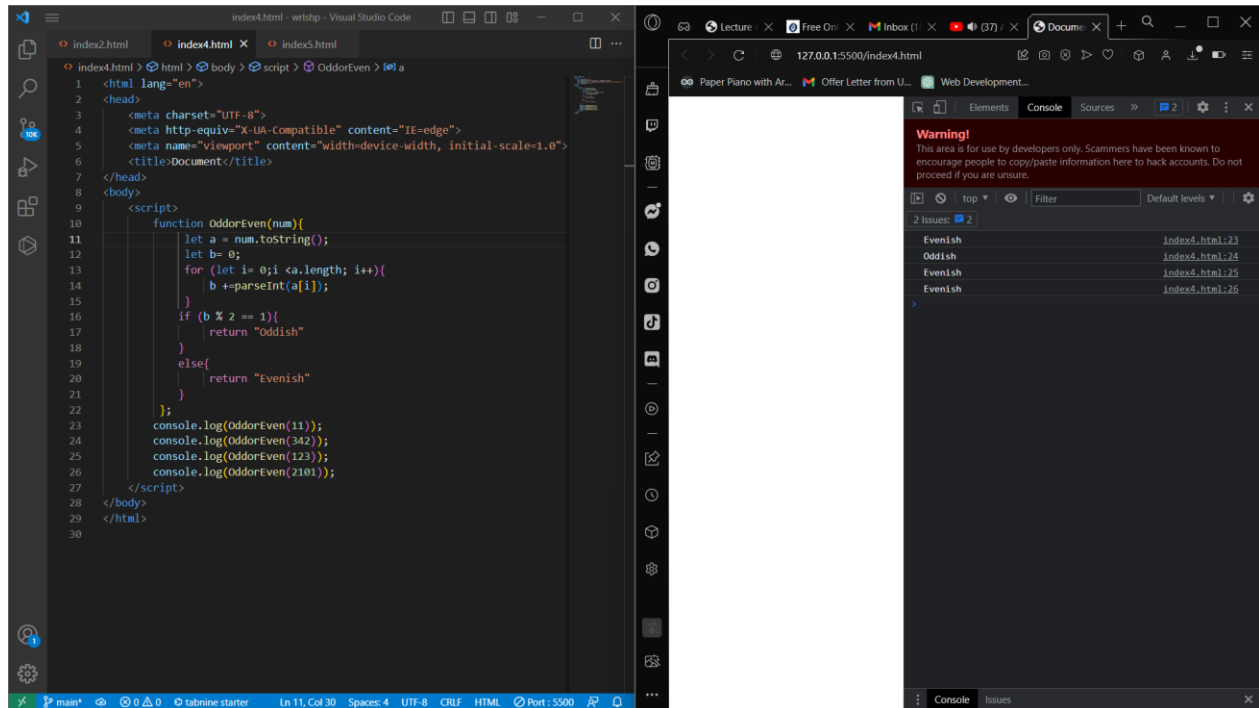 index4.html - wrlshp - Visual Studio Code
index2.html
index4.html
index5.html
index4.html > html > body > script > OddorEven > a
1 <html lang="en">
2 <head>
3 <meta charset="UTF-8">
4 <meta http-equiv="X-UA-Compatible" content="IE=edge">
5 <meta name="viewport" content="width=device-width, initial-scale=1.0">
6 <title>Document</title>
7 </head>
8 <body>
9 <script>
10 function OddorEven(num){
11 let a = num.toString();
12 let b= 0;
13 for (let i= 0;i <a.length; i++){
14 b +=parseInt(a[i]);
15 }
16 if (b % 2 == 1){
17 return "Oddish"
18 }
19 else{
20 return "Evenish"
21 }
22 };
23 console.log(OddorEven(11));
24 console.log(OddorEven(342));
25 console.log(OddorEven(123));
26 console.log(OddorEven(2101));
27 </script>
28 </body>
29 </html>
30
10K
1
main* 0 0 tabnine starter Ln 11, Col 30 Spaces: 4 UTF-8 CRLF HTML Port : 5500
Lecture
Free Onl
Inbox (1
(37) /
Docume
127.0.0.1:5500/index4.html
Paper Piano with Ar... Offer Letter from U... Web Development...
Elements Console Sources 2
Warning!
This area is for use by developers only. Scammers have been known to
encourage people to copy/paste information here to hack accounts. Do not
proceed if you are unsure.
top Filter Default levels
2 Issues: 2
Evenish index4.html:23
Oddish index4.html:24
Evenish index4.html:25
Evenish index4.html:26
Console Issues